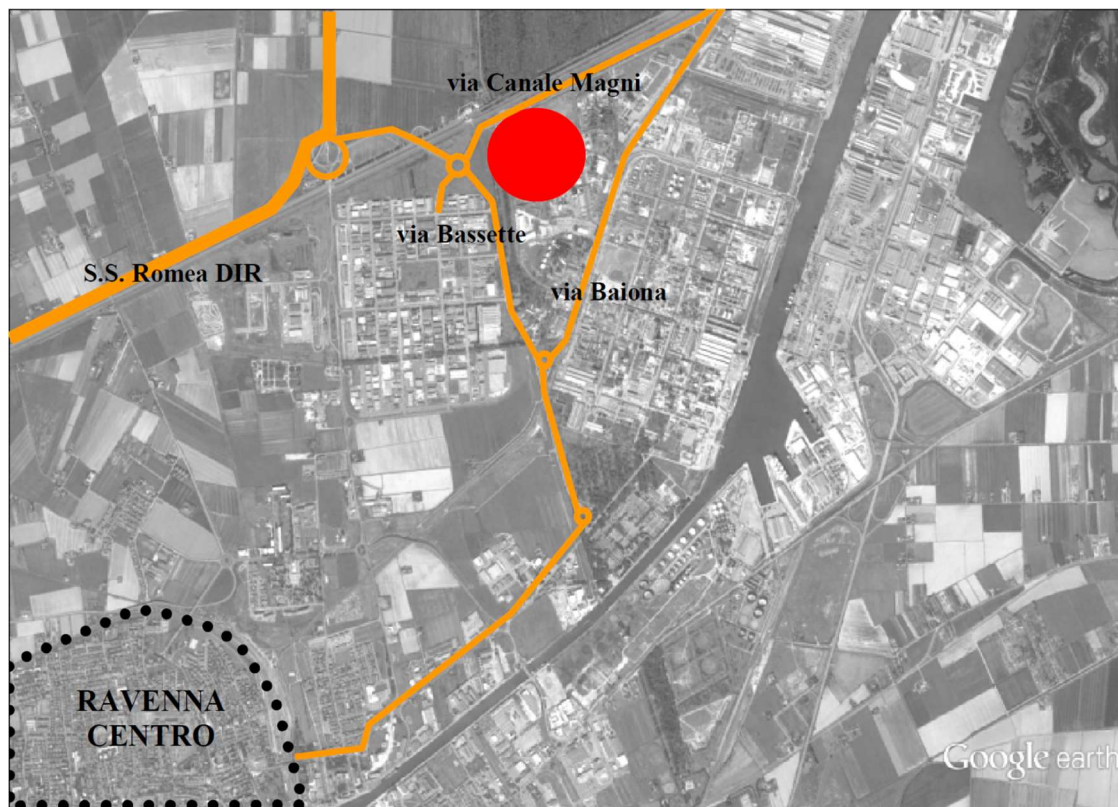 via Canale Magni
via Bassette
S.S. Romea DIR
via Baiona
RAVENNA
CENTRO
Google earth